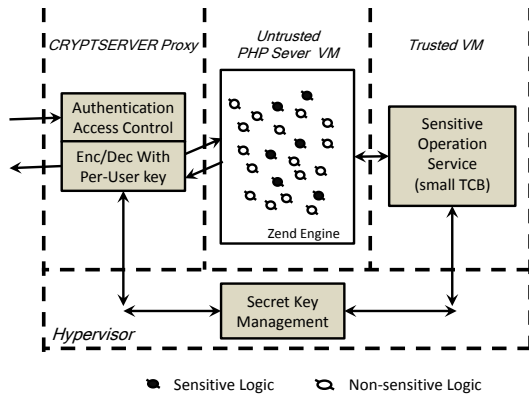 CRYPTSERVER Proxy
Untrusted
PHP Sever VM
Trusted VM
Authentication
Access Control
Enc/Dec With
Per-User key
Zend Engine
Sensitive
Operation
Service
(small TCB)
Secret Key
Management
Hypervisor
Sensitive Logic
Non-sensitive Logic